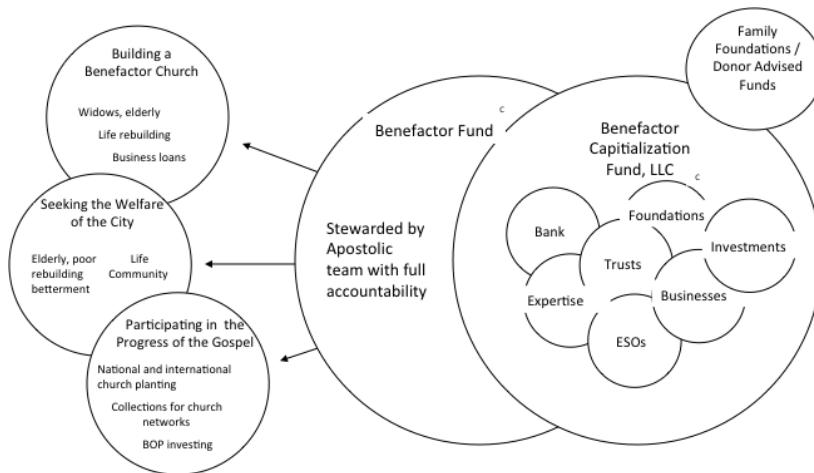 Building a
Benefactor Church
Widows, elderly
Life rebuilding
Business loans
Seeking the Welfare
of the City
Elderly, poor
rebuilding
betterment
Life
Community
Participating in the
Progress of the Gospel
National and international
church planting
Collections for church
networks
BOP investing
Benefactor Fund
C
Stewarded by
Apostolic
team with full
accountability
Family
Foundations /
Donor Advised
Funds
Benefactor
Capitialization
Fund, LLC
C
Foundations
Bank
Trusts
Investments
Expertise
Businesses
ESOs